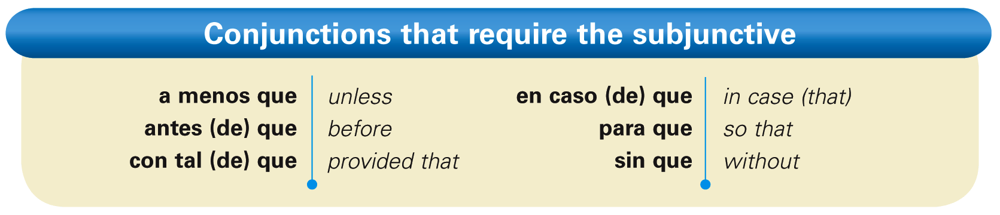 Conjunctions that require the subjunctive
a menos que unless
antes (de) que before
con tal (de) que provided that
en caso (de) que in case (that)
para que so that
sin que without